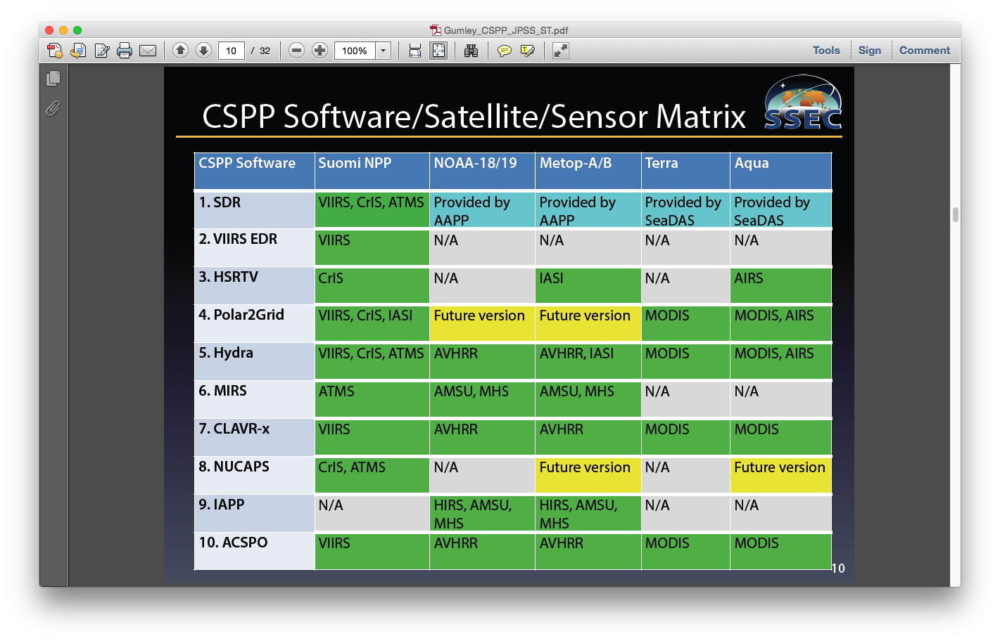 Gumley_CSPP_JPSS_ST.pdf
10 / 32 100% Tools Sign Comment
CSPP Software/Satellite/Sensor Matrix
SSEC
CSPP Software Suomi NPP NOAA-18/19 Metop-A/B Terra Aqua
1. SDR VIIRS, CrIS, ATMS Provided by AAPP Provided by AAPP Provided by SeaDAS Provided by SeaDAS
2. VIIRS EDR VIIRS N/A N/A N/A N/A
3. HSRTV CrIS N/A IASI N/A AIRS
4. Polar2Grid VIIRS, CrIS, IASI Future version Future version MODIS MODIS, AIRS
5. Hydra VIIRS, CrIS, ATMS AVHRR AVHRR, IASI MODIS MODIS, AIRS
6. MIRS ATMS AMSU, MHS AMSU, MHS N/A N/A
7. CLAVR-x VIIRS AVHRR AVHRR MODIS MODIS
8. NUCAPS CrIS, ATMS N/A Future version N/A Future version
9. IAPP N/A HIRS, AMSU, MHS HIRS, AMSU, MHS N/A N/A
10. ACSPO VIIRS AVHRR AVHRR MODIS MODIS
10